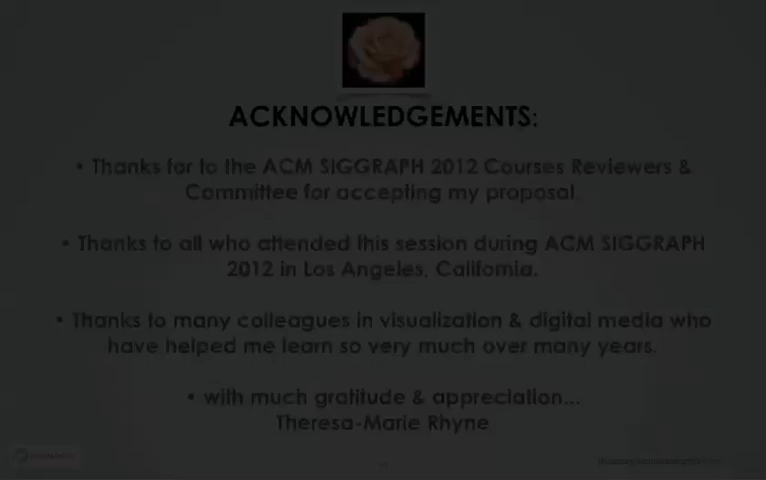 ACKNOWLEDGEMENTS:
• Thanks for to the ACM SIGGRAPH 2012 Courses Reviewers &
Committee for accepting my proposal.
• Thanks to all who attended this session during ACM SIGGRAPH
2012 in Los Angeles, California.
• Thanks to many colleagues in visualization & digital media who
have helped me learn so very much over many years.
• with much gratitude & appreciation...
Theresa-Marie Rhyne